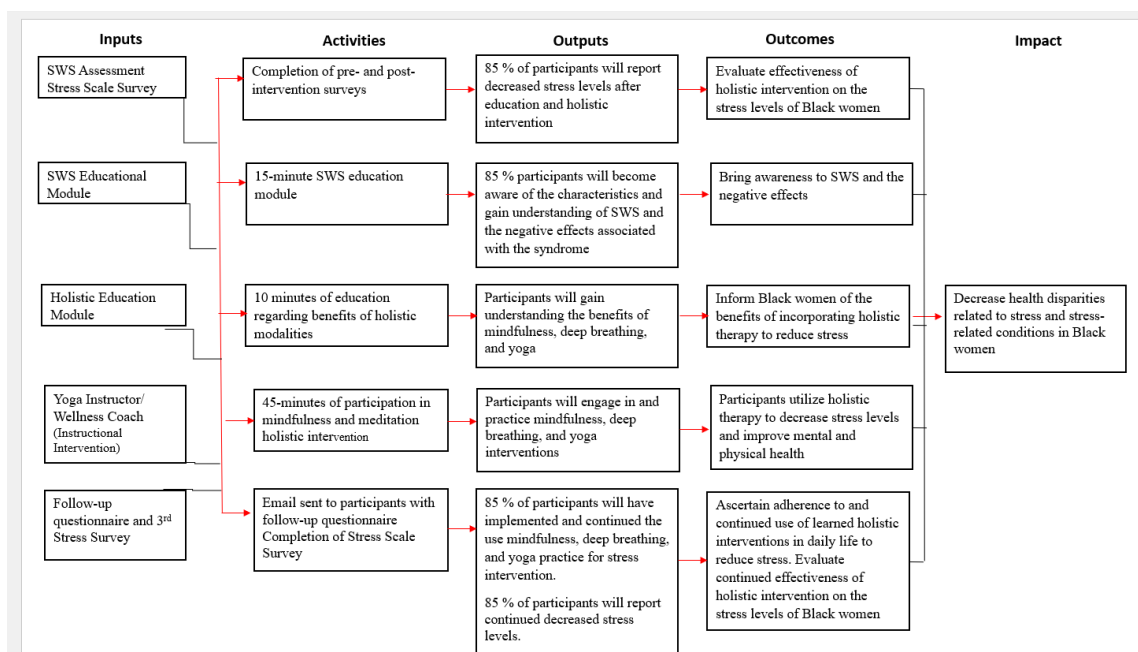 Inputs
Activities
Outputs
Outcomes
Impact
SWS Assessment
Stress Scale Survey
Completion of pre- and post-
intervention surveys
85 % of participants will report
decreased stress levels after
education and holistic
intervention
Evaluate effectiveness of
holistic intervention on the
stress levels of Black women
SWS Educational
Module
15-minute SWS education
module
85 % participants will become
aware of the characteristics and
gain understanding of SWS and
the negative effects associated
with the syndrome
Bring awareness to SWS and the
negative effects
Holistic Education
Module
10 minutes of education
regarding benefits of holistic
modalities
Participants will gain
understanding the benefits of
mindfulness, deep breathing,
and yoga
Inform Black women of the
benefits of incorporating holistic
therapy to reduce stress
Decrease health disparities
related to stress and stress-
related conditions in Black
women
Yoga Instructor/
Wellness Coach
(Instructional
Intervention)
45-minutes of participation in
mindfulness and meditation
holistic intervention
Participants will engage in and
practice mindfulness, deep
breathing, and yoga
interventions
Participants utilize holistic
therapy to decrease stress levels
and improve mental and
physical health
Follow-up
questionnaire and 3rd
Stress Survey
Email sent to participants with
follow-up questionnaire
Completion of Stress Scale
Survey
85 % of participants will have
implemented and continued the
use mindfulness, deep breathing,
and yoga practice for stress
intervention.
85 % of participants will report
continued decreased stress
levels.
Ascertain adherence to and
continued use of learned holistic
interventions in daily life to
reduce stress. Evaluate
continued effectiveness of
holistic intervention on the
stress levels of Black women